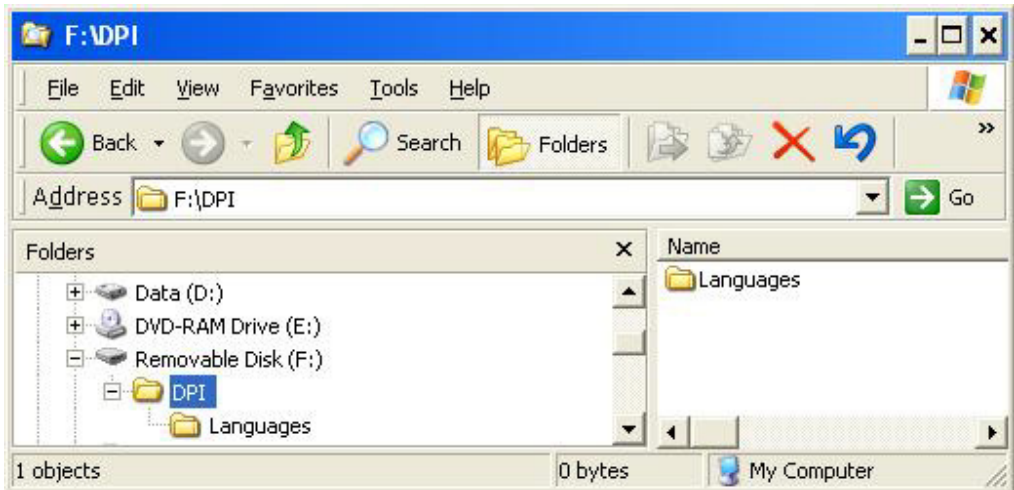 F:\DPI
File Edit View Favorites Tools Help
Back Search Folders »
Address F:\DPI Go
Folders Name
Data (D:) Languages
DVD-RAM Drive (E:)
Removable Disk (F:)
DPI
Languages
1 objects 0 bytes My Computer